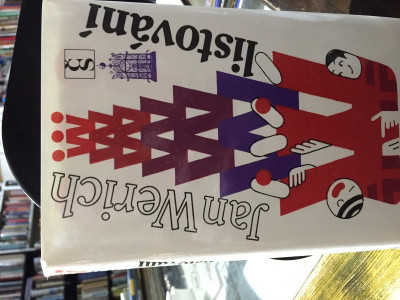 Jan Werich
listování